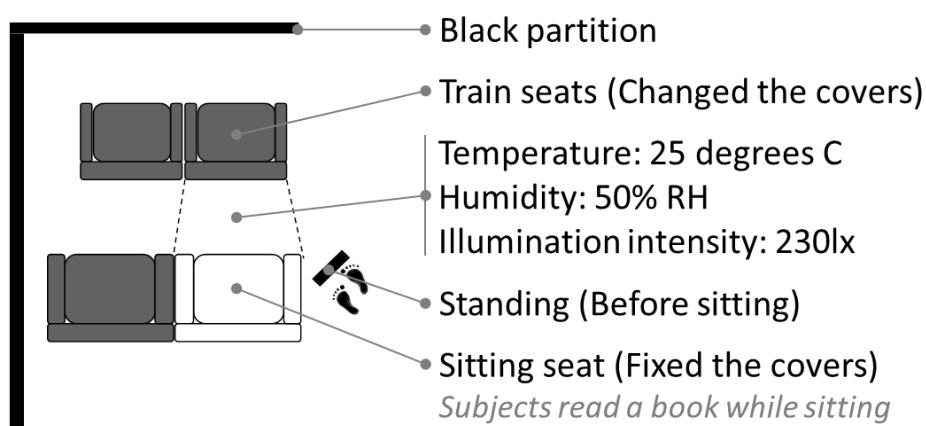 Black partition
Train seats (Changed the covers)
Temperature: 25 degrees C
Humidity: 50% RH
Illumination intensity: 230lx
Standing (Before sitting)
Sitting seat (Fixed the covers)
Subjects read a book while sitting